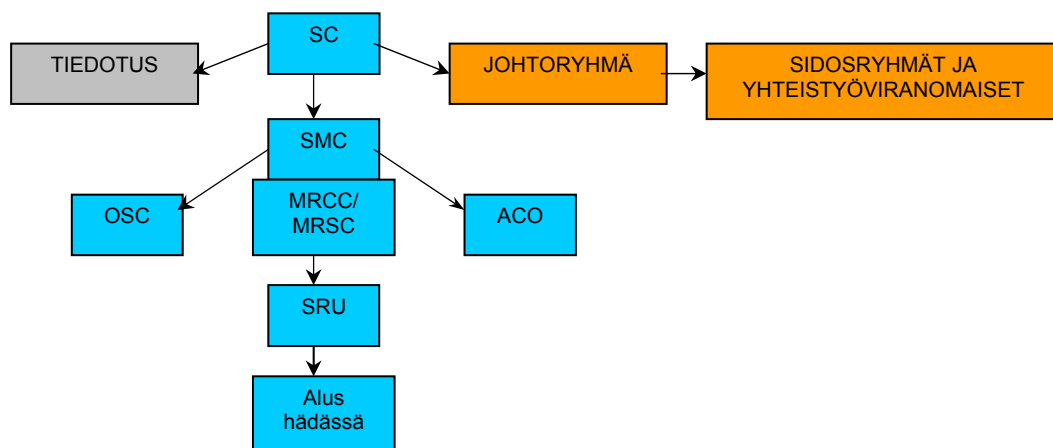 SC
TIEDOTUS
JOHTORYHMÄ
SIDOSRYHMÄT JA
YHTEISTYÖVIRANOMAISET
SMC
OSC
MRCC/
MRSC
ACO
SRU
Alus
hädässä